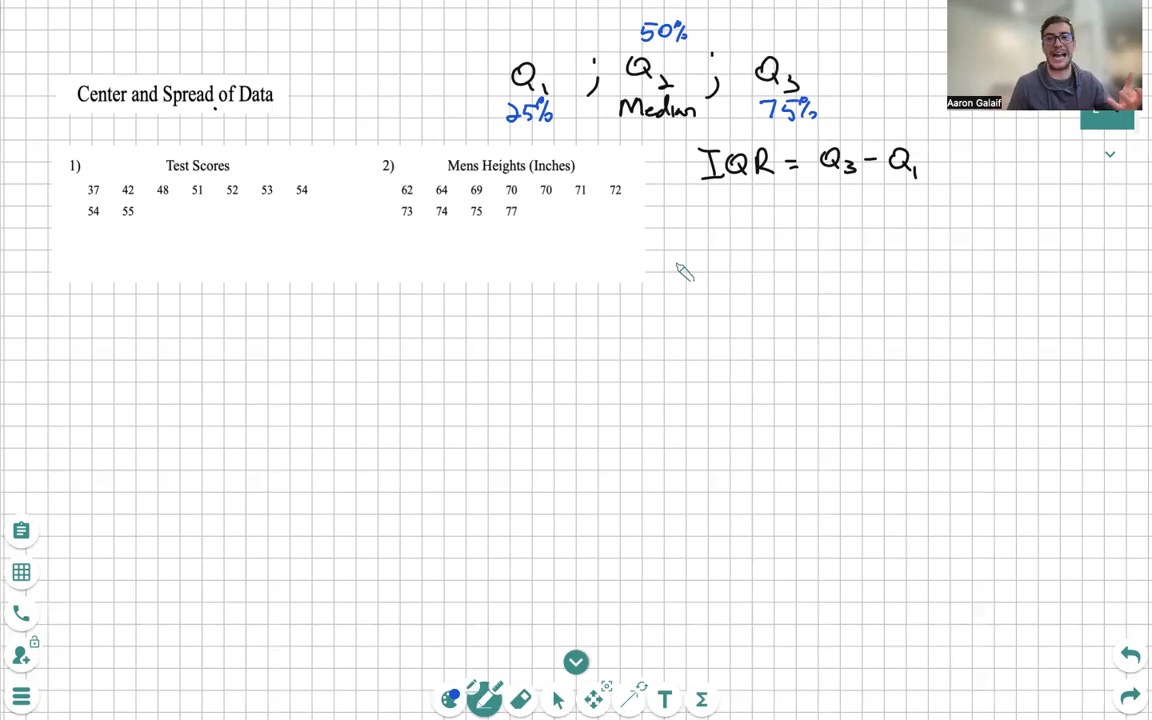 50%
Q1 ; Q2 ; Q3
25% Median 75%
Aaron Galaif
Center and Spread of Data
IQR = Q3 - Q1
1) Test Scores
37 42 48 51 52 53 54
54 55
2) Mens Heights (Inches)
62 64 69 70 70 71 72
73 74 75 77
T Σ